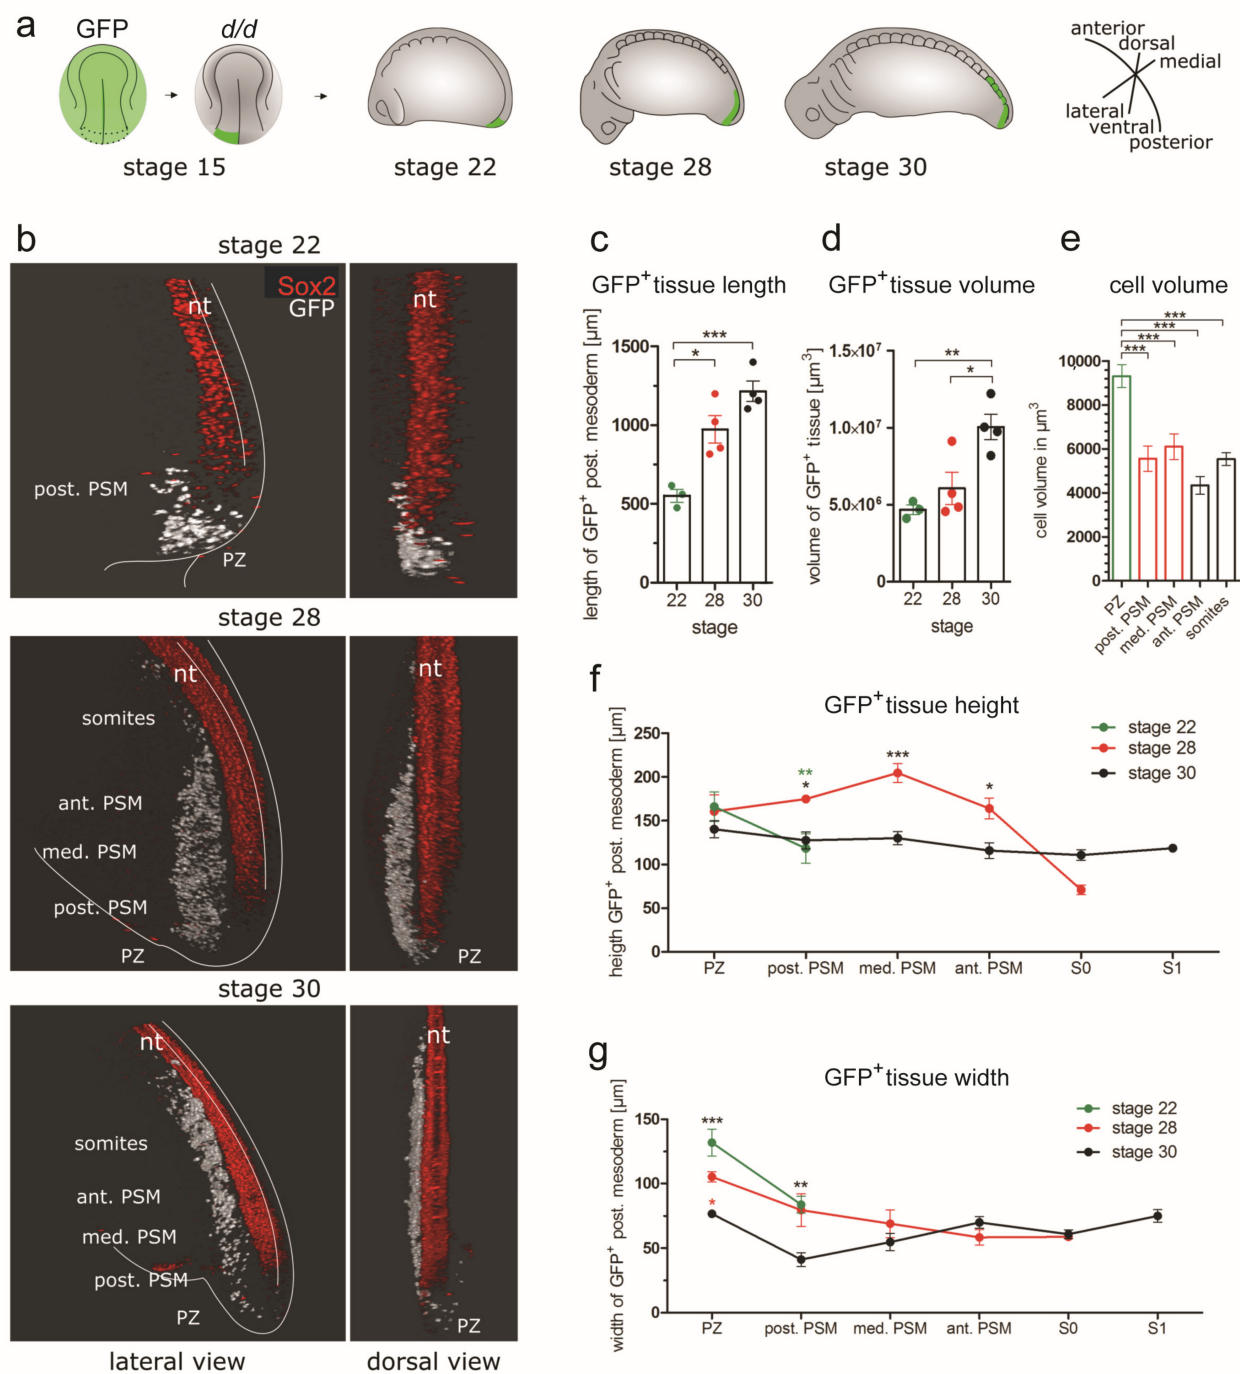 a
GFP
d/d
stage 15
stage 22
stage 28
stage 30
anterior
dorsal
medial
lateral
ventral
posterior
b
stage 22
Sox2
GFP
nt
nt
post. PSM
PZ
stage 28
nt
nt
somites
ant. PSM
med. PSM
post. PSM
PZ
PZ
stage 30
nt
nt
somites
ant. PSM
med. PSM
post. PSM
PZ
PZ
lateral view
dorsal view
c
GFP⁺ tissue length
length of GFP⁺ post. mesoderm [µm]
1500
1000
500
0
***
*
22 28 30
stage
d
GFP⁺ tissue volume
volume of GFP⁺ tissue [µm³]
1.5×10⁷
1.0×10⁷
5.0×10⁶
0
**
*
22 28 30
stage
e
cell volume
cell volume in µm³
10,000
8000
6000
4000
2000
0
***
***
***
***
PZ
post. PSM
med. PSM
ant. PSM
somites
f
GFP⁺ tissue height
heigth GFP⁺ post. mesoderm [µm]
250
200
150
100
50
0
**
*
***
*
stage 22
stage 28
stage 30
PZ post. PSM med. PSM ant. PSM S0 S1
g
GFP⁺ tissue width
width of GFP⁺ post. mesoderm [µm]
150
100
50
0
***
*
**
stage 22
stage 28
stage 30
PZ post. PSM med. PSM ant. PSM S0 S1